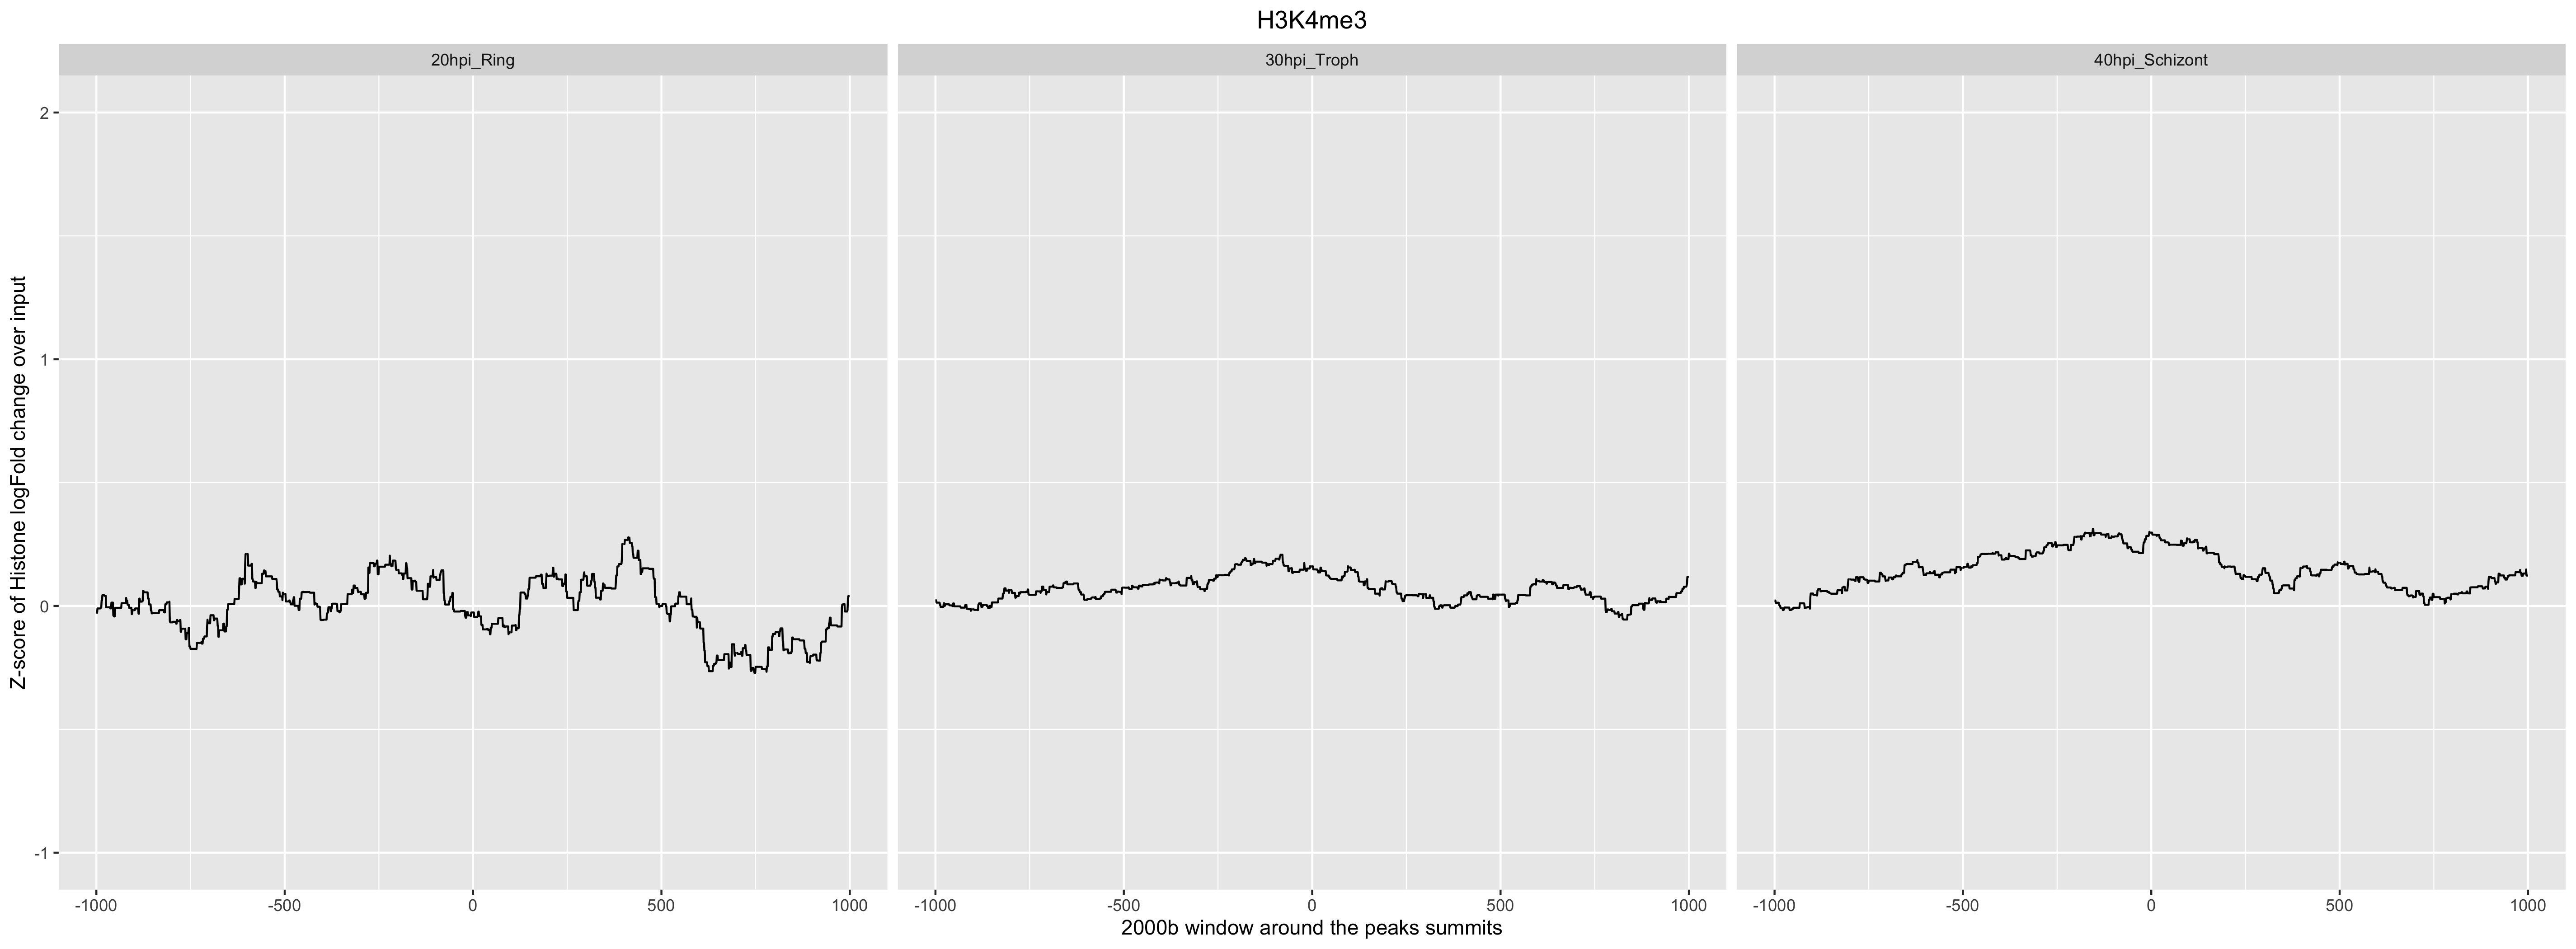 H3K4me3
20hpi_Ring 30hpi_Troph 40hpi_Schizont
Z-score of Histone logFold change over input
2
1
0
-1
-1000 -500 0 500 1000 -1000 -500 0 500 1000 -1000 -500 0 500 1000
2000b window around the peaks summits